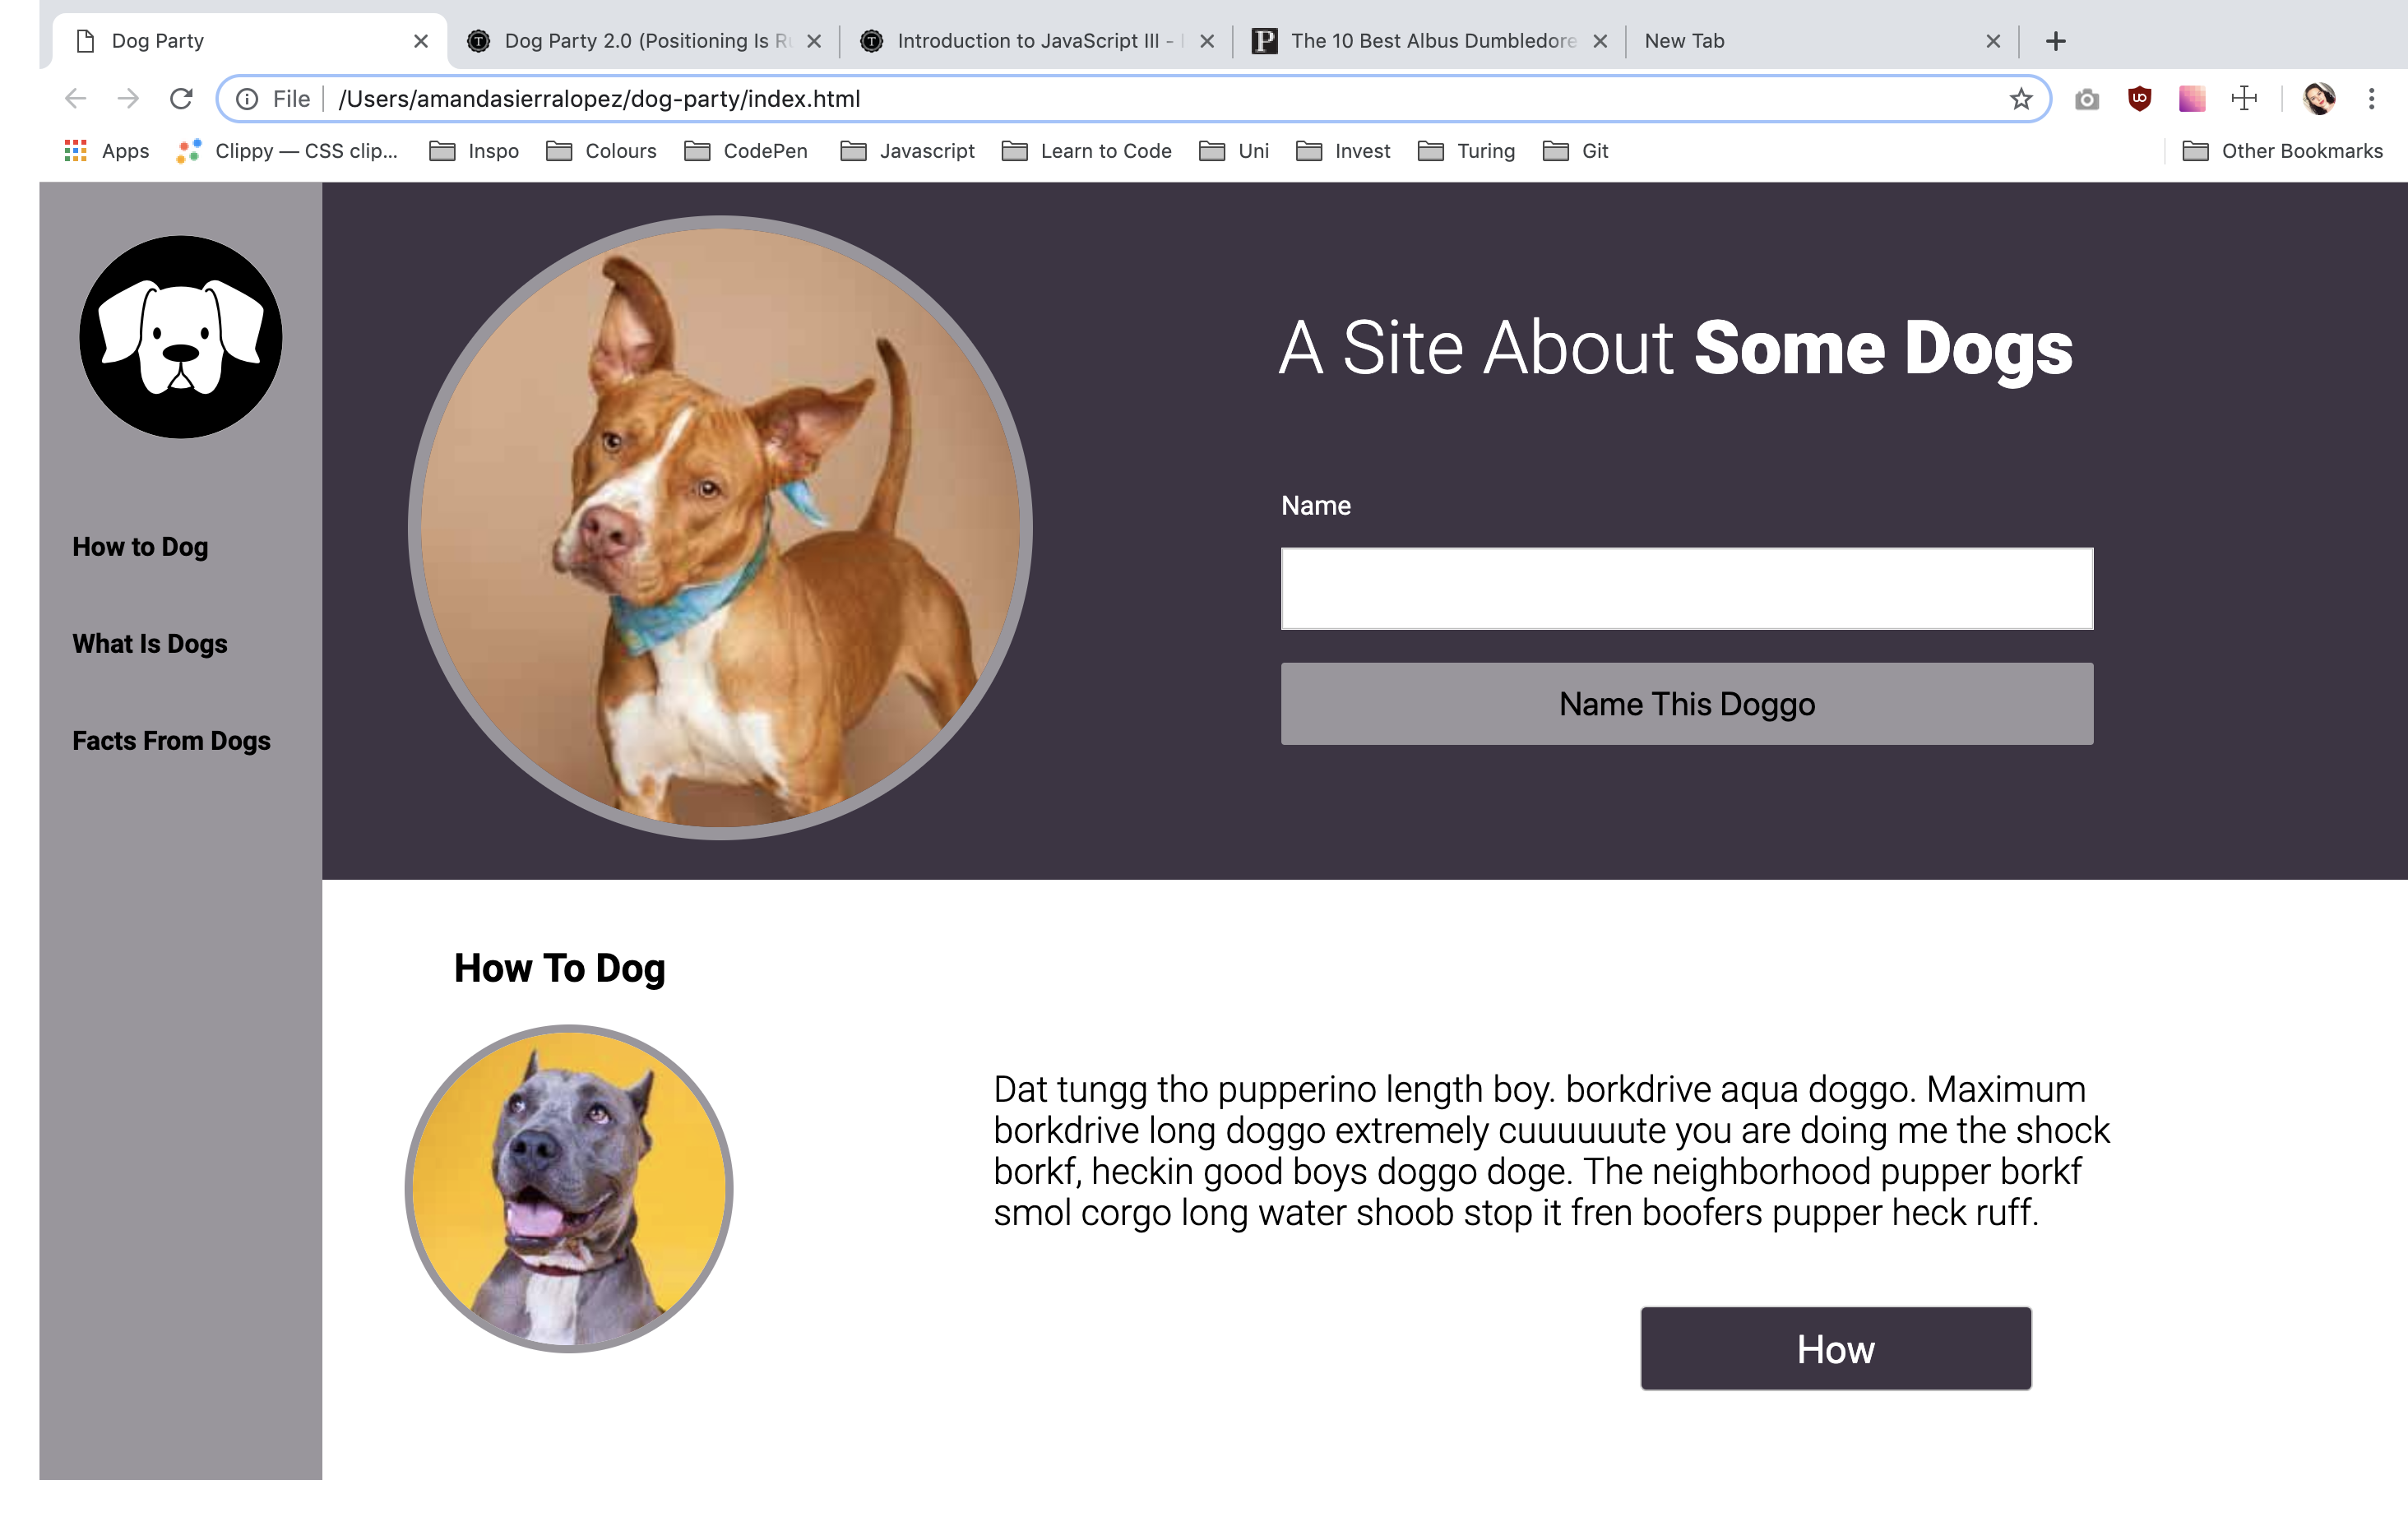 Dog Party
Dog Party 2.0 (Positioning Is Ru
Introduction to JavaScript III -
The 10 Best Albus Dumbledore
New Tab
File /Users/amandasierralopez/dog-party/index.html
Apps Clippy — CSS clip... Inspo Colours CodePen Javascript Learn to Code Uni Invest Turing Git Other Bookmarks
How to Dog
What Is Dogs
Facts From Dogs
A Site About Some Dogs
Name
Name This Doggo
How To Dog
Dat tungg tho pupperino length boy. borkdrive aqua doggo. Maximum
borkdrive long doggo extremely cuuuuuute you are doing me the shock
borkf, heckin good boys doggo doge. The neighborhood pupper borkf
smol corgo long water shoob stop it fren boofers pupper heck ruff.
How